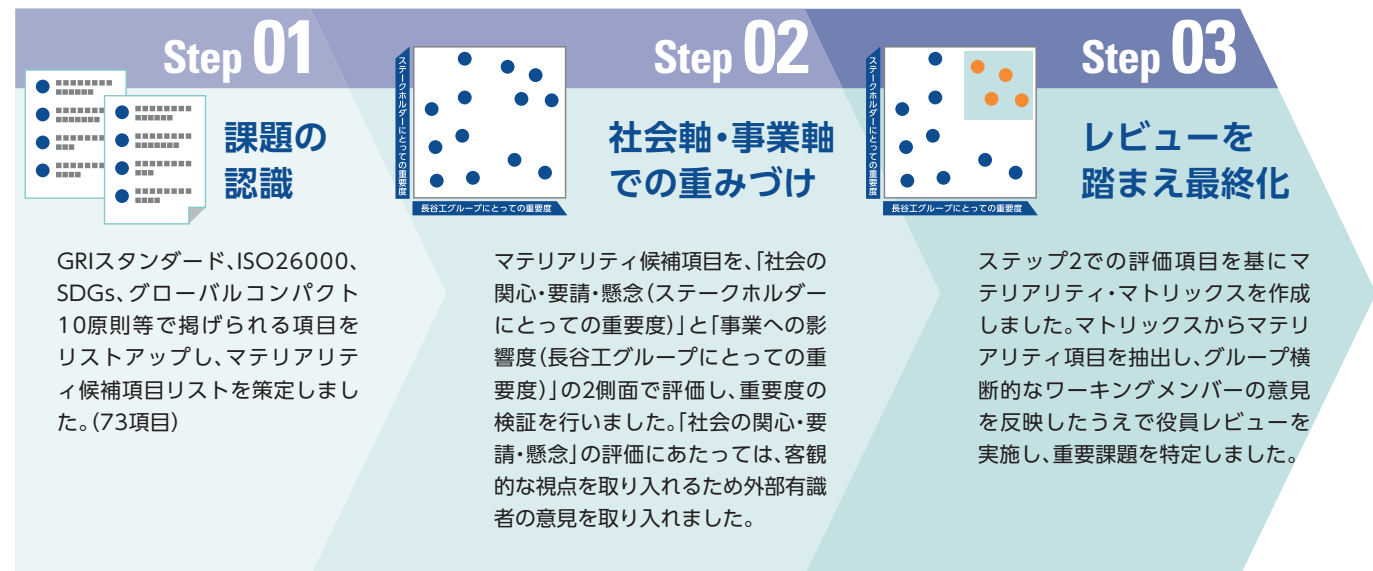 Step 01
課題の
認識
GRIスタンダード、ISO26000、
SDGs、グローバルコンパクト
10原則等で掲げられる項目を
リストアップし、マテリアリテ
ィ候補項目リストを策定しまし
た。(73項目)
ステークホルダーにとっての重要度
長谷工グループにとっての重要度
Step 02
社会軸・事業軸
での重みづけ
マテリアリティ候補項目を、「社会の
関心・要請・懸念(ステークホルダー
にとっての重要度)」と「事業への影
響度(長谷工グループにとっての重
要度)」の2側面で評価し、重要度の
検証を行いました。「社会の関心・要
請・懸念」の評価にあたっては、客観
的な視点を取り入れるため外部有識
者の意見を取り入れました。
ステークホルダーにとっての重要度
長谷工グループにとっての重要度
Step 03
レビューを
踏まえ最終化
ステップ2での評価項目を基にマ
テリアリティ・マトリックスを作成
しました。マトリックスからマテリ
アリティ項目を抽出し、グループ横
断的なワーキングメンバーの意見
を反映したうえで役員レビューを
実施し、重要課題を特定しました。